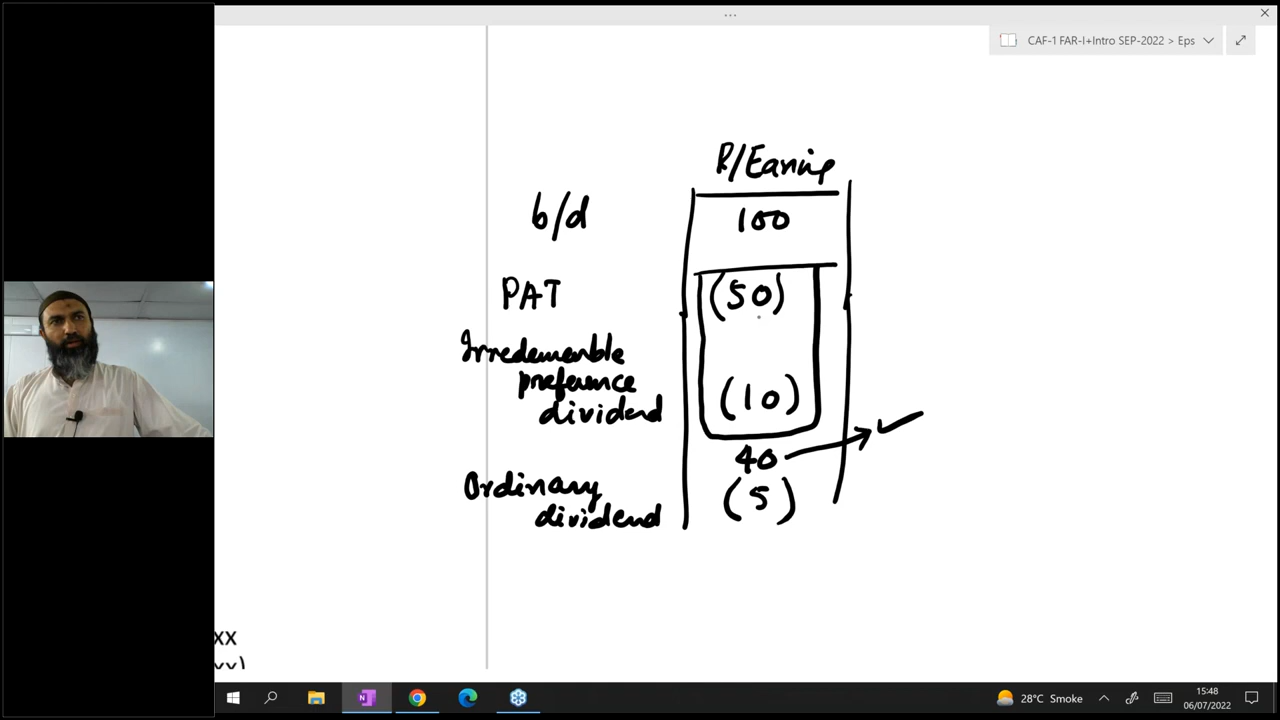 CAF-1 FAR-I+Intro SEP-2022 > Eps
R/Earning
b/d 100
PAT (50)
Irredeemable
preference
dividend (10)
40
Ordinary
dividend (5)
XX
28°C Smoke
15:48
06/07/2022